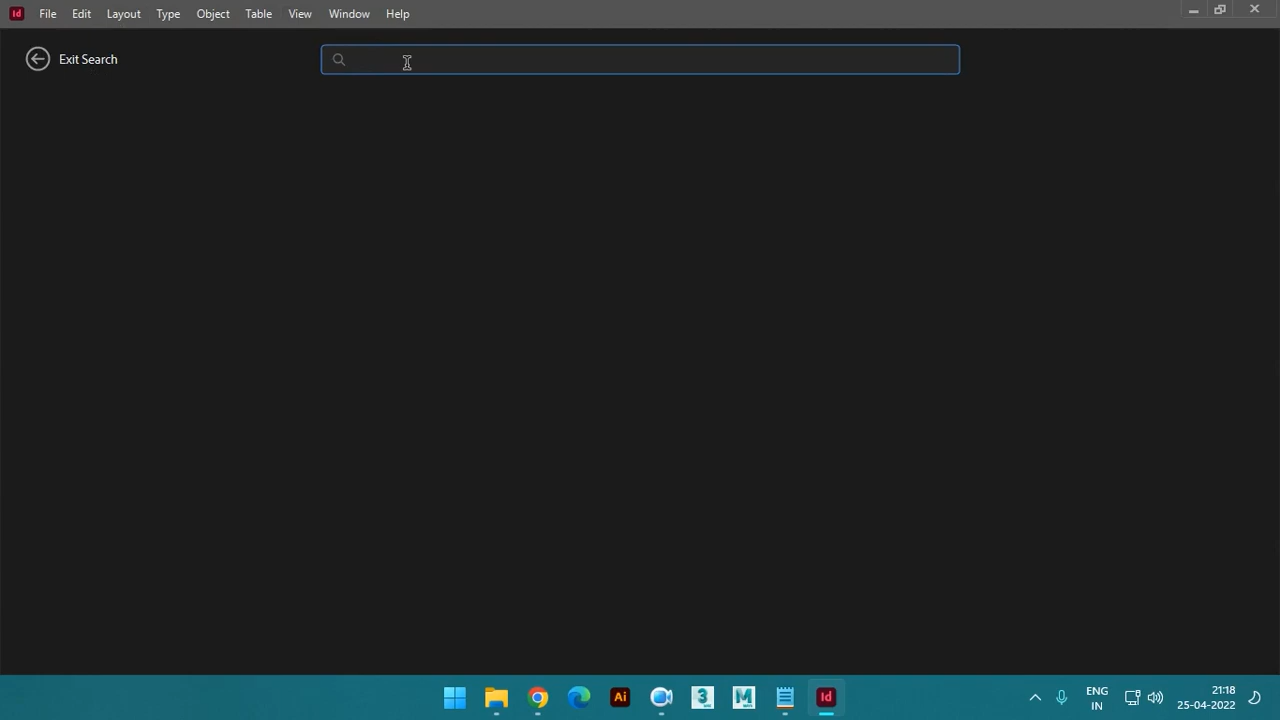 Id File Edit Layout Type Object Table View Window Help
Exit Search
Ai 3 M Id ENG 21:18
IN 25-04-2022